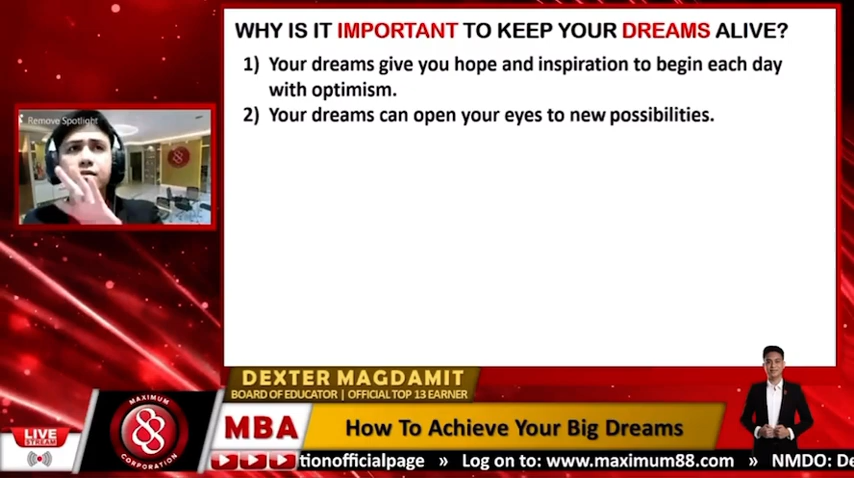 WHY IS IT IMPORTANT TO KEEP YOUR DREAMS ALIVE?
1) Your dreams give you hope and inspiration to begin each day
with optimism.
2) Your dreams can open your eyes to new possibilities.
Remove Spotlight
88
DEXTER MAGDAMIT
BOARD OF EDUCATOR | OFFICIAL TOP 13 EARNER
MAXIMUM
88
CORPORATION
LIVE
STREAM
MBA
How To Achieve Your Big Dreams
tionofficialpage » Log on to: www.maximum88.com » NMDO: De